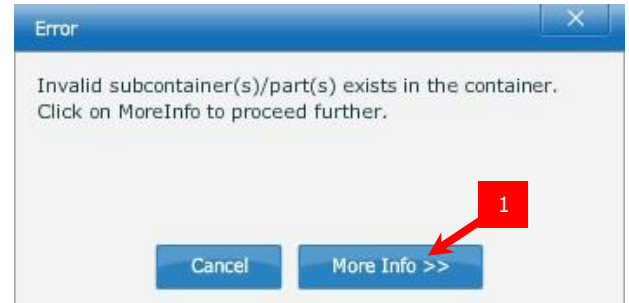 Error
Invalid subcontainer(s)/part(s) exists in the container.
Click on MoreInfo to proceed further.
1
Cancel
More Info >>